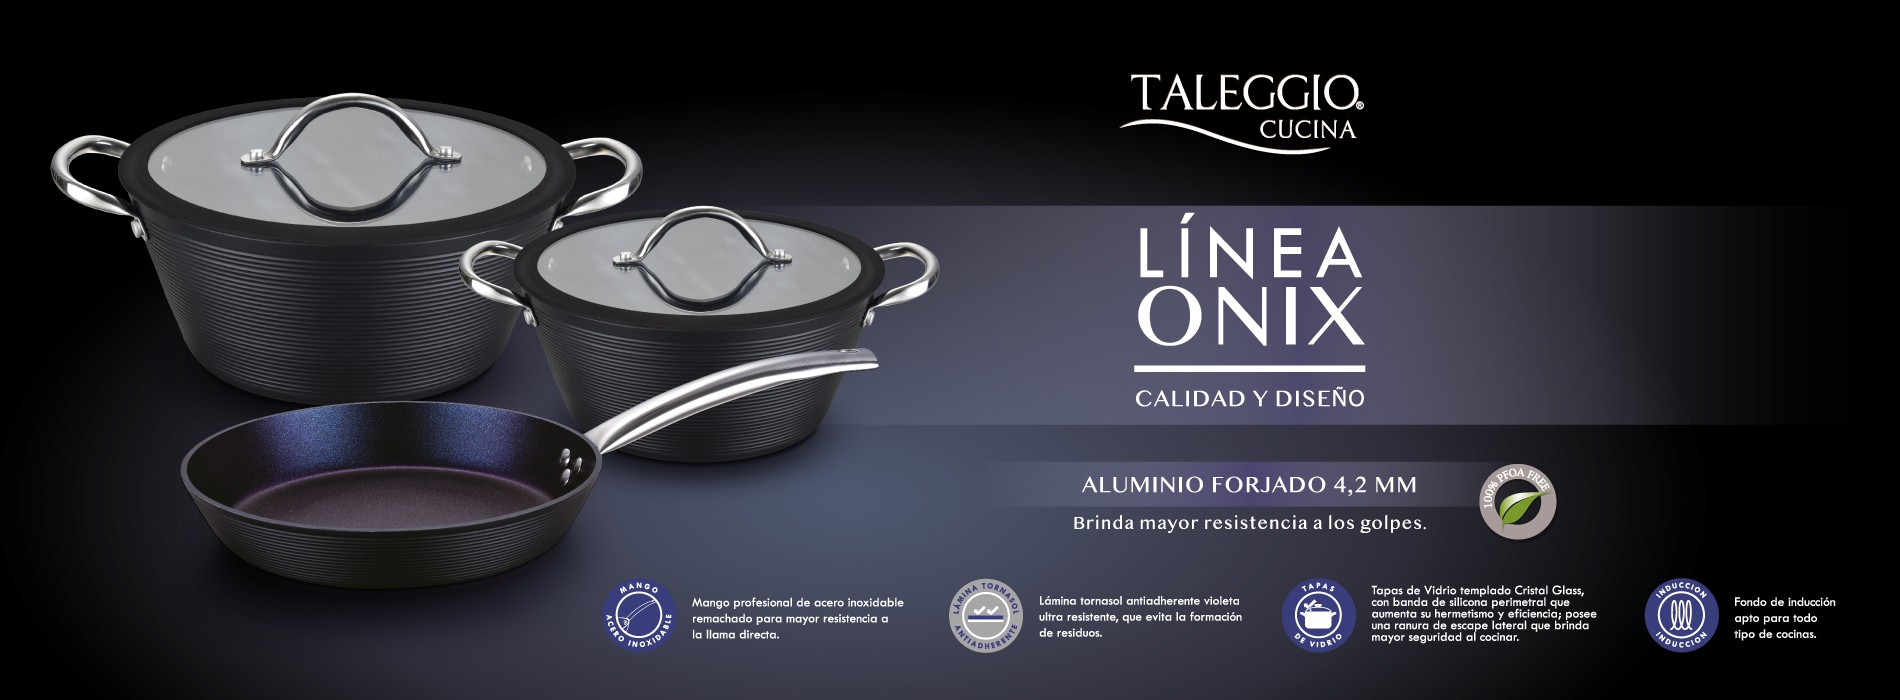 TALEGGIO®
CUCINA
LÍNEA
ONIX
CALIDAD Y DISEÑO
ALUMINIO FORJADO 4,2 MM
Brinda mayor resistencia a los golpes.
100% PFOA FREE
MANGO
ACERO INOXIDABLE
Mango profesional de acero inoxidable
remachado para mayor resistencia a
la llama directa.
LÁMINA TORNASOL
ANTIADHERENTE
Lámina tornasol antiadherente violeta
ultra resistente, que evita la formación
de residuos.
TAPAS
DE VIDRIO
Tapas de Vidrio templado Cristal Glass,
con banda de silicona perimetral que
aumenta su hermetismo y eficiencia; posee
una ranura de escape lateral que brinda
mayor seguridad al cocinar.
INDUCCION
INDUCCION
Fondo de inducción
apto para todo
tipo de cocinas.